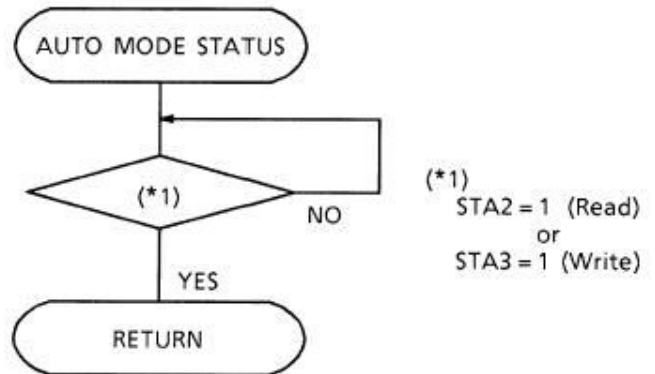 AUTO MODE STATUS
(*1)
NO
YES
RETURN
(*1)
STA2 = 1 (Read)
or
STA3 = 1 (Write)